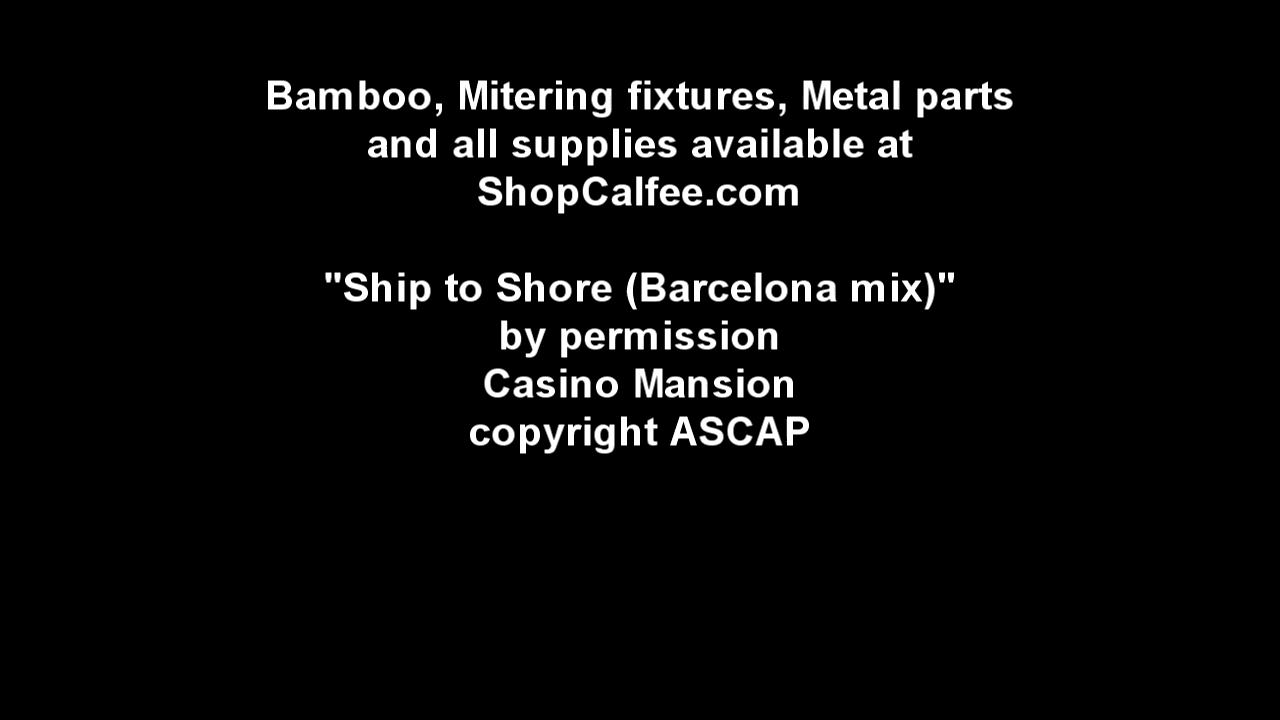 Bamboo, Mitering fixtures, Metal parts
and all supplies available at
ShopCalfee.com
"Ship to Shore (Barcelona mix)"
by permission
Casino Mansion
copyright ASCAP